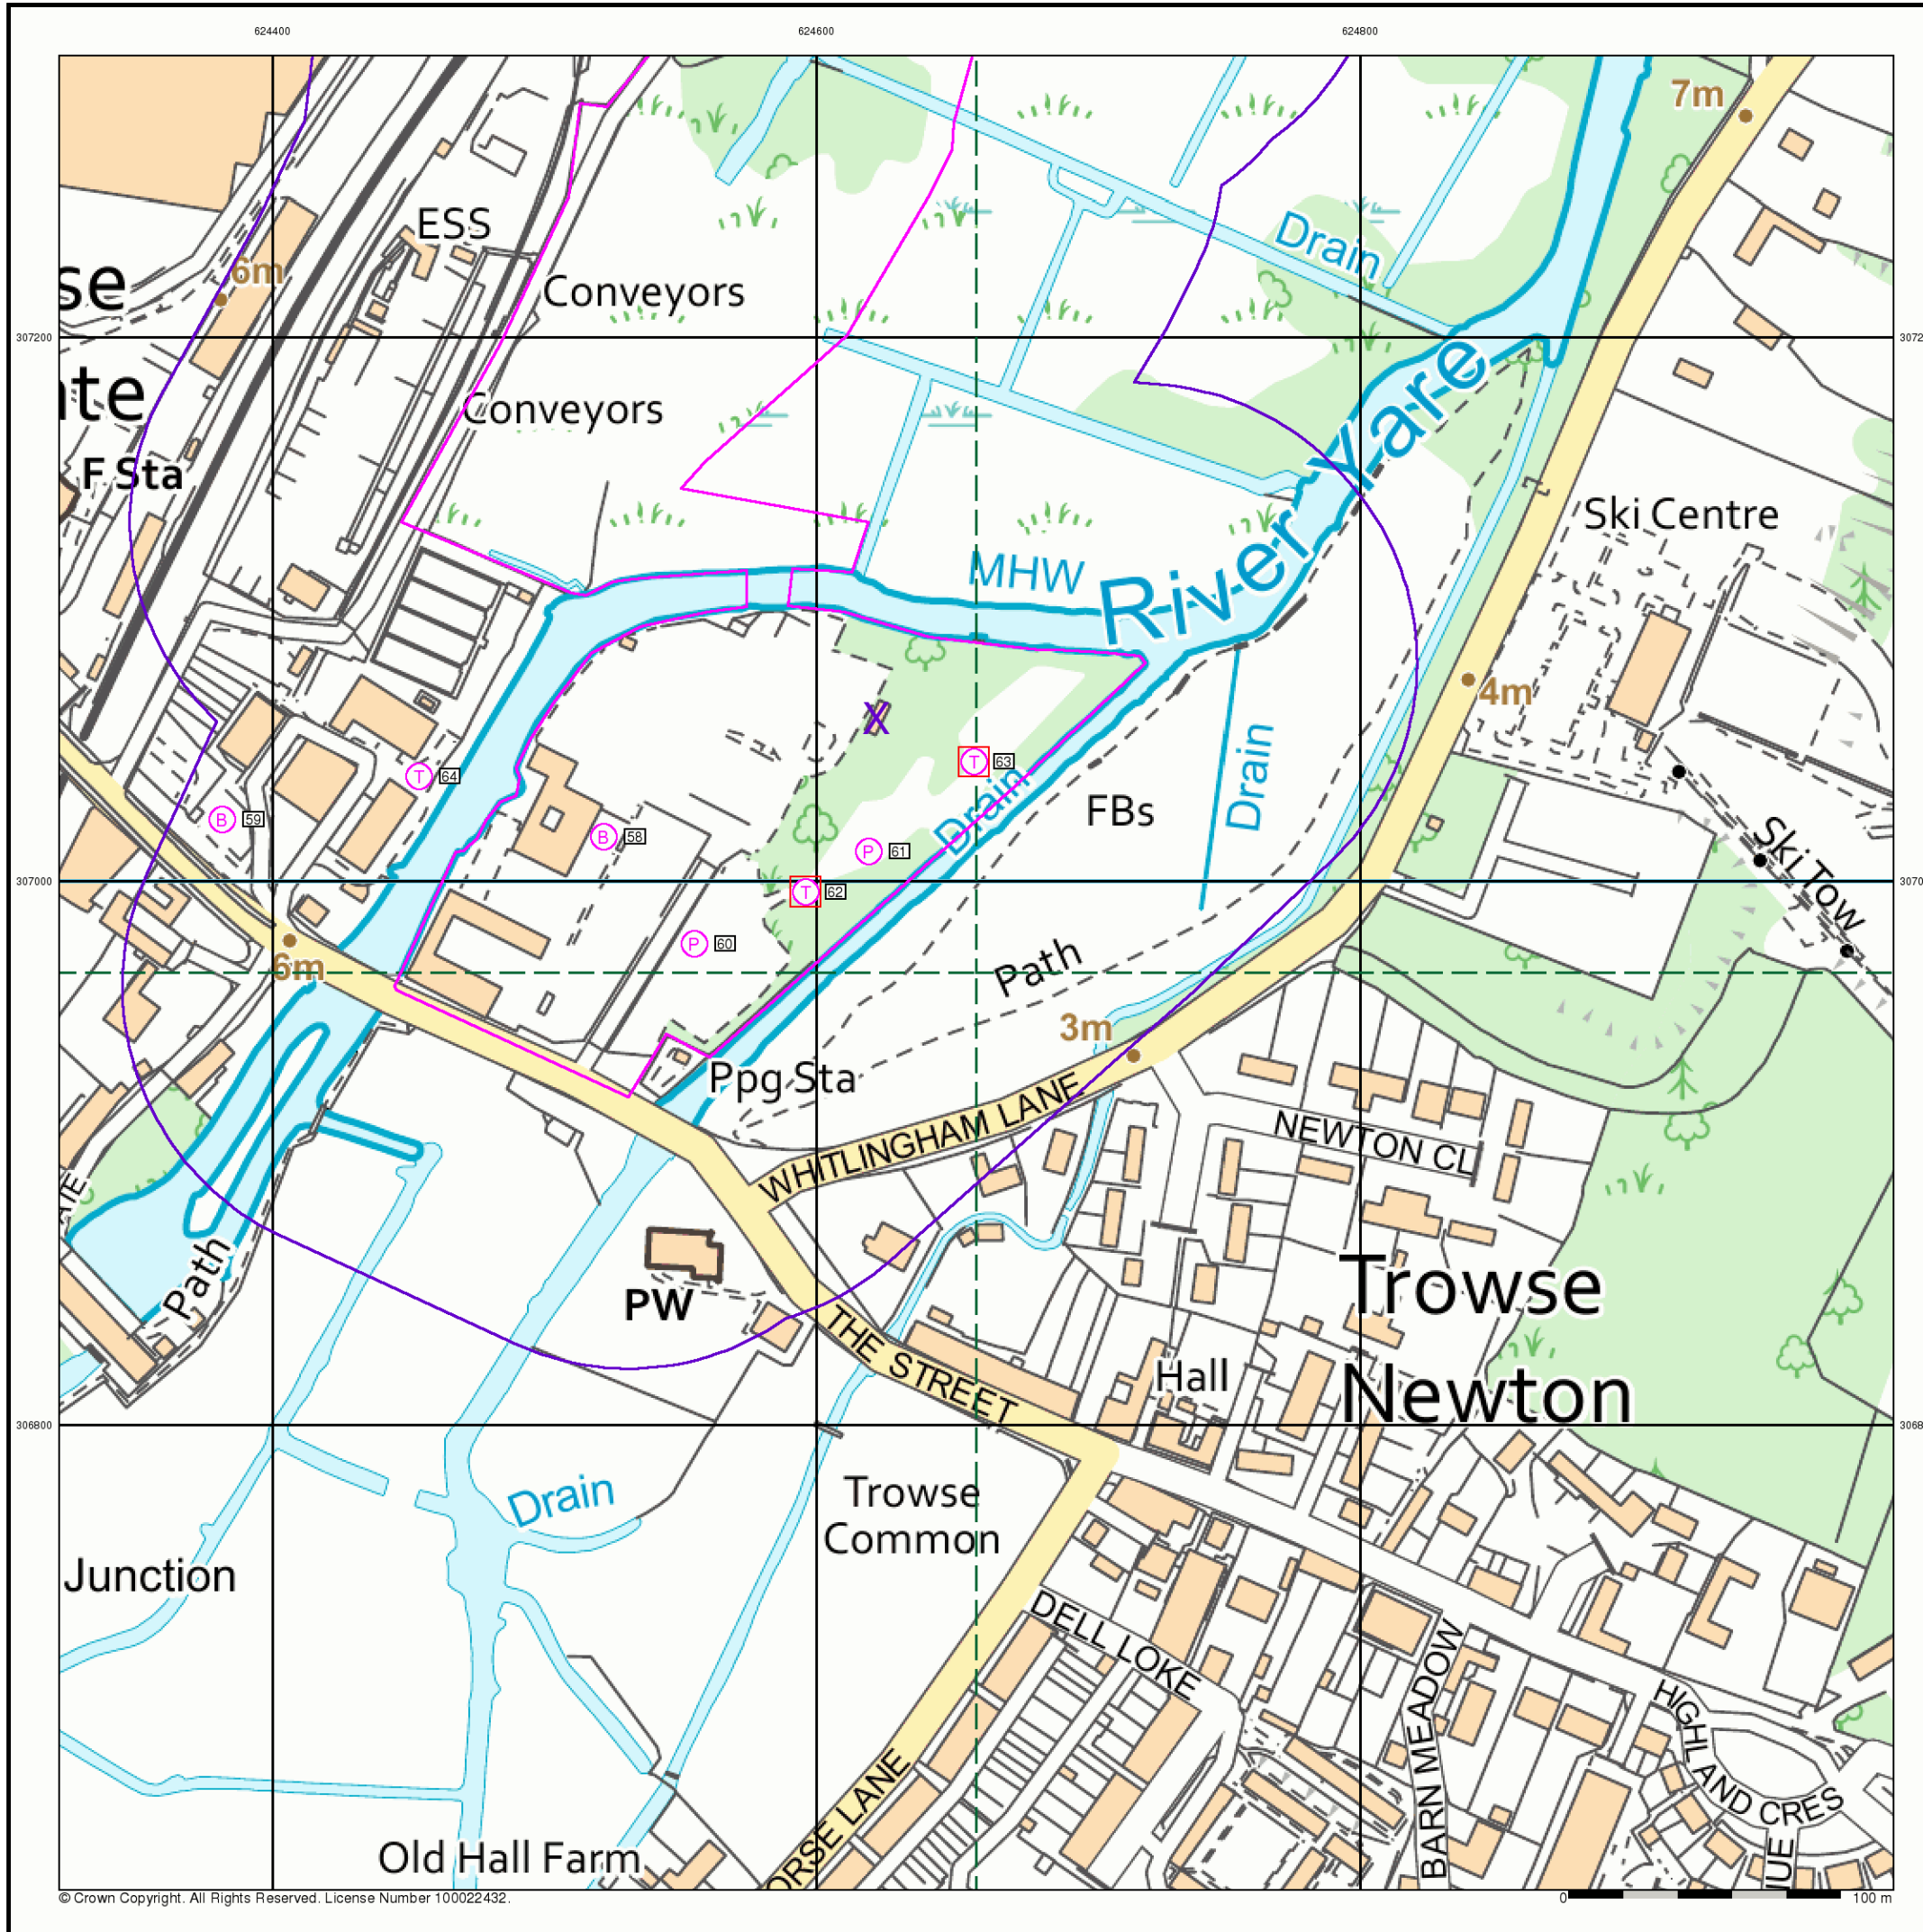 624400
624600
624800
7m
ESS
Drain
6m
se
Conveyors
307200
ate
Conveyors
River Yare
F Sta
Ski Centre
MHW
4m
X
T 63
T 64
Drain
Drain
B 59
FBs
B 58
P 61
Ski Tow
307000
T 62
P 60
6m
Path
3m
Ppg Sta
WHITLINGHAM LANE
NEWTON CL
Path
PW
Trowse
Newton
THE STREET
Hall
306800
Drain
Trowse
Common
Junction
DELL LOKE
BARN MEADOW
HIGHLAND CRES
ORSE LANE
Old Hall Farm
© Crown Copyright. All Rights Reserved. License Number 100022432.
0 100 m